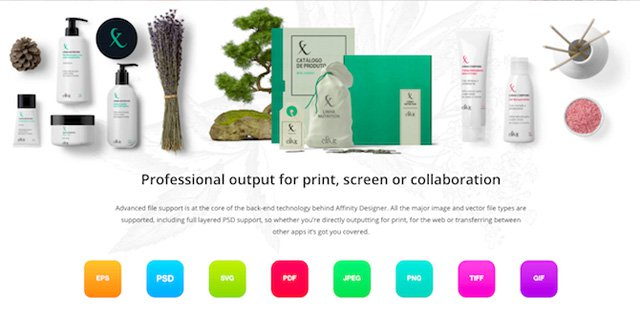 CATÁLOGO
DE PRODUTO
LINHA
NUTRITION
Professional output for print, screen or collaboration
Advanced file support is at the core of the back-end technology behind Affinity Designer. All the major image and vector file types are
supported, including full layered PSD support, so whether you're directly outputting for print, for the web or transferring between
other apps it's got you covered.
EPS PSD SVG PDF JPEG PNG TIFF GIF